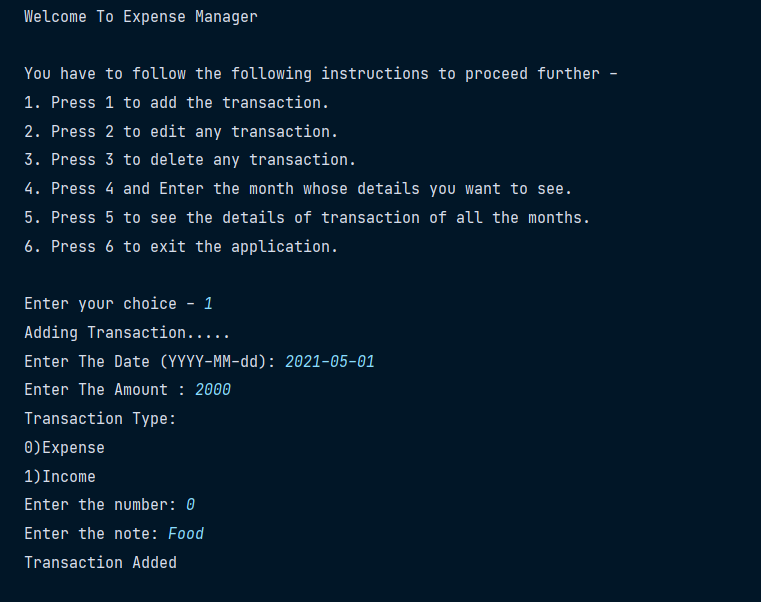 Welcome To Expense Manager
You have to follow the following instructions to proceed further -
1. Press 1 to add the transaction.
2. Press 2 to edit any transaction.
3. Press 3 to delete any transaction.
4. Press 4 and Enter the month whose details you want to see.
5. Press 5 to see the details of transaction of all the months.
6. Press 6 to exit the application.
Enter your choice - 1
Adding Transaction.....
Enter The Date (YYYY-MM-dd): 2021-05-01
Enter The Amount : 2000
Transaction Type:
0)Expense
1)Income
Enter the number: 0
Enter the note: Food
Transaction Added